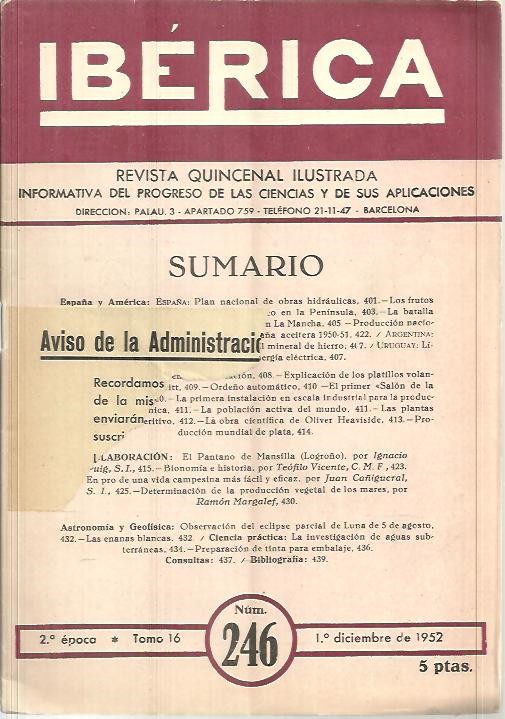 IBÉRICA
REVISTA QUINCENAL ILUSTRADA
INFORMATIVA DEL PROGRESO DE LAS CIENCIAS Y DE SUS APLICACIONES
DIRECCION: PALAU. 3 - APARTADO 759 - TELÉFONO 21-11-47 - BARCELONA
SUMARIO
España y América: ESPAÑA: Plan nacional de obras hidráulicas, 401.—Los frutos
en la Península, 403.—La batalla
La Mancha, 405 —Producción
aceitera 1950-51, 422. / ARGENTINA:
Aviso de la
mineral de hierro, 407. / URUGUAY: Li-
eléctrica, 407.
408.—Explicación de los platillos volan-
Recordamos
409.—Ordeño automático, 410 —El primer «Salón de la
de la
La primera instalación en escala industrial para la produc-
411.—La población activa del mundo, 411.—Las plantas
enviarán
412.—La obra científica de Oliver Heaviside. 413.—Pro-
ducción mundial de plata, 414.
El Pantano de Mansilla (Logroño). por Ignacio
S. I., 415.—Bionomía e historia. por Teófilo Vicente, C. M. F., 423.
En pro de una vida campesina más fácil y eficaz. por Juan Cañigueral,
S. I., 425.—Determinación de la producción vegetal de los mares, por
Ramón Margalef, 430.
Astronomía y Geofísica: Observación del eclipse parcial de Luna de 5 de agosto,
432.—Las enanas blancas. 432 / Ciencia práctica: La investigación de aguas sub-
terráneas, 434.—Preparación de tinta para embalaje, 436.
Consultas: 437. / Bibliografía: 439.
Núm.
2.ª época * Tomo 16
246
1.º diciembre de 1952
5 ptas.